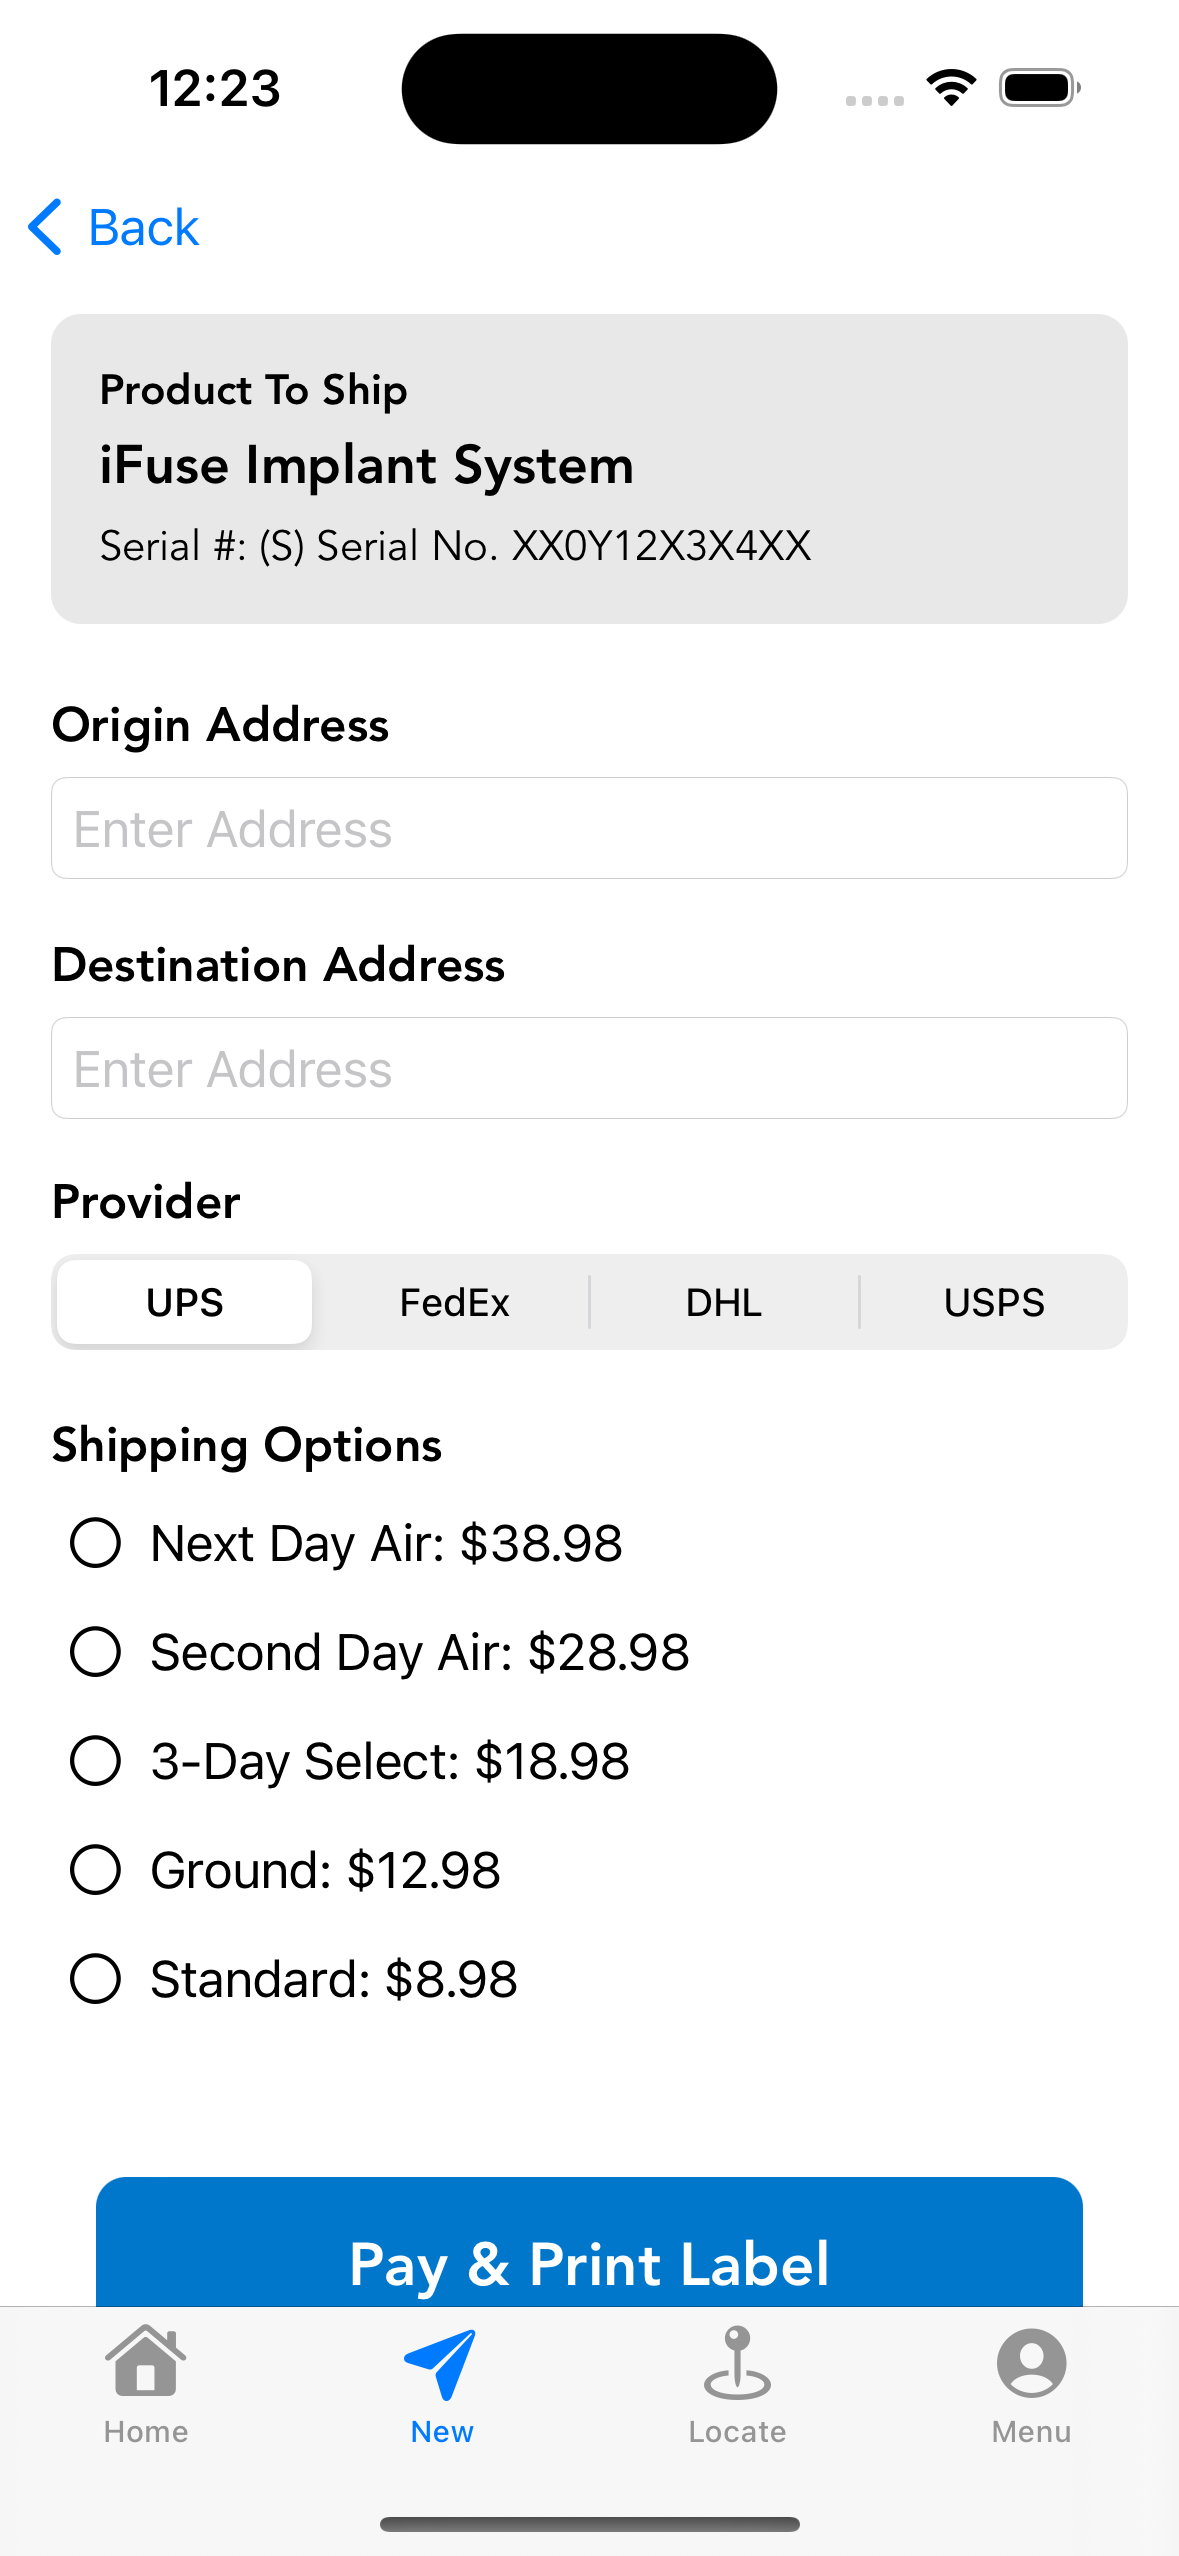 12:23
Back
Product To Ship
iFuse Implant System
Serial #: (S) Serial No. XX0Y12X3X4XX
Origin Address
Enter Address
Destination Address
Enter Address
Provider
UPS FedEx DHL USPS
Shipping Options
Next Day Air: $38.98
Second Day Air: $28.98
3-Day Select: $18.98
Ground: $12.98
Standard: $8.98
Pay & Print Label
Home New Locate Menu